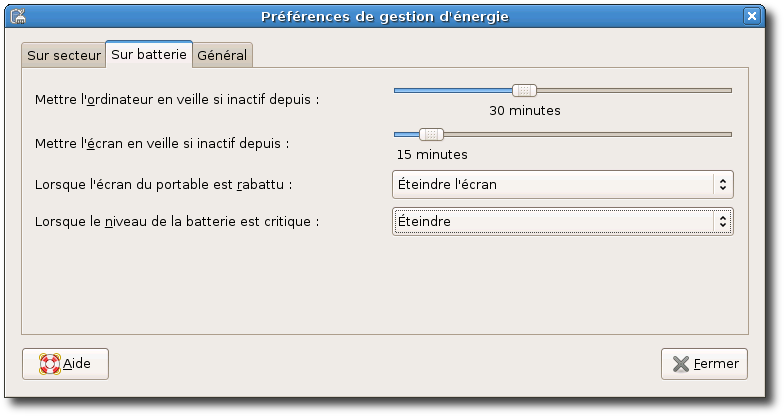 Préférences de gestion d'énergie
Sur secteur
Sur batterie
Général
Mettre l'ordinateur en veille si inactif depuis :
30 minutes
Mettre l'écran en veille si inactif depuis :
15 minutes
Lorsque l'écran du portable est rabattu :
Éteindre l'écran
Lorsque le niveau de la batterie est critique :
Éteindre
Aide
Fermer